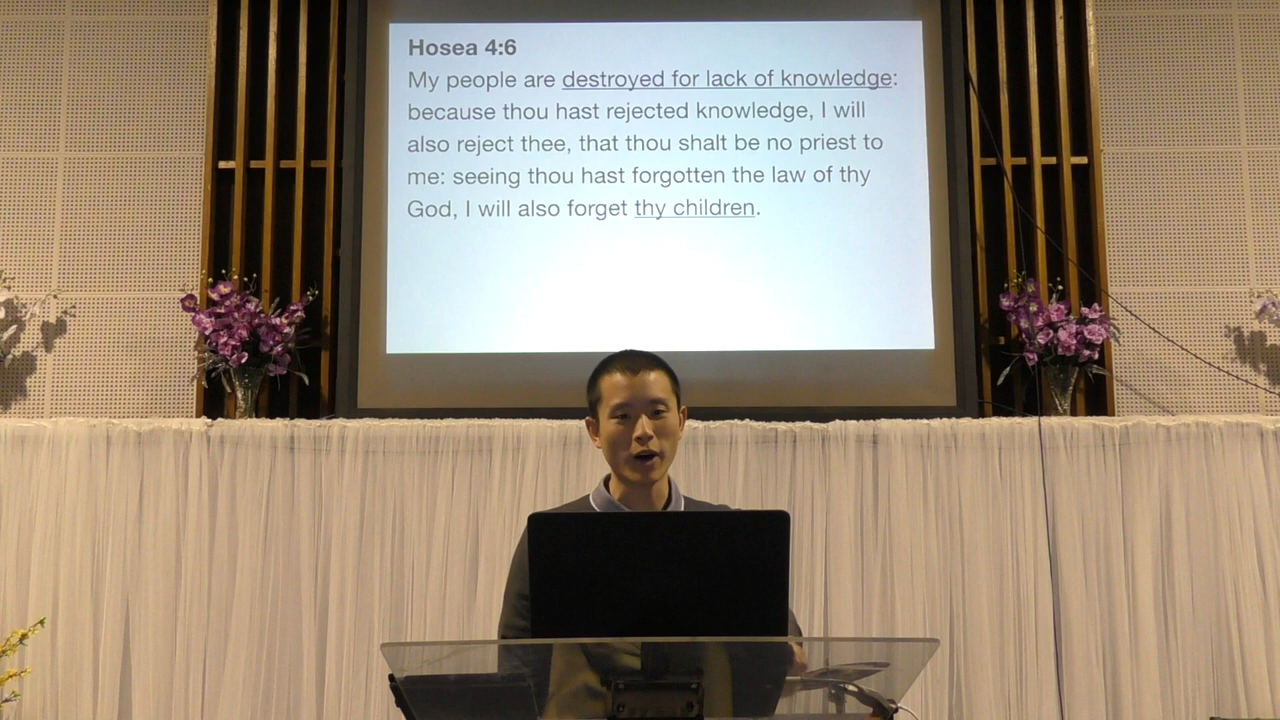 Hosea 4:6
My people are destroyed for lack of knowledge:
because thou hast rejected knowledge, I will
also reject thee, that thou shalt be no priest to
me: seeing thou hast forgotten the law of thy
God, I will also forget thy children.